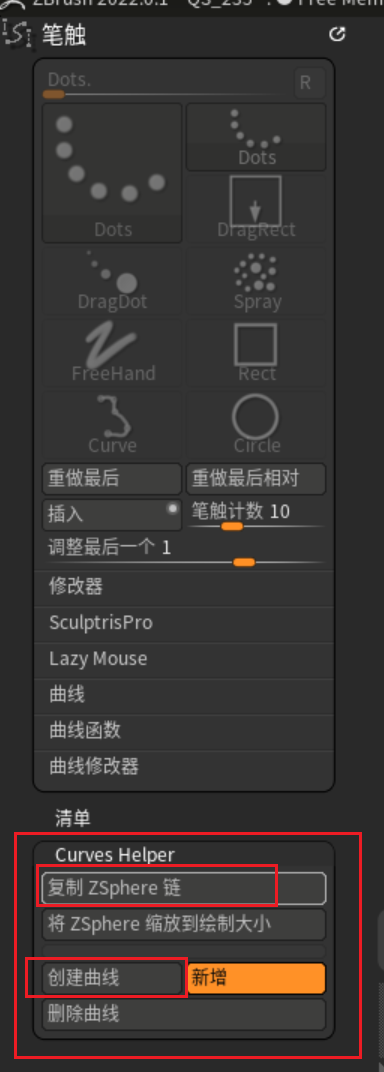 ZBrush 2022.0.1 QS_235 : ● Free Mem
笔触
Dots.
R
Dots
Dots
DragRect
DragDot
Spray
FreeHand
Rect
Curve
Circle
重做最后
重做最后相对
插入
笔触计数 10
调整最后一个 1
修改器
SculptrisPro
Lazy Mouse
曲线
曲线函数
曲线修改器
清单
Curves Helper
复制 ZSphere 链
将 ZSphere 缩放到绘制大小
创建曲线
新增
删除曲线